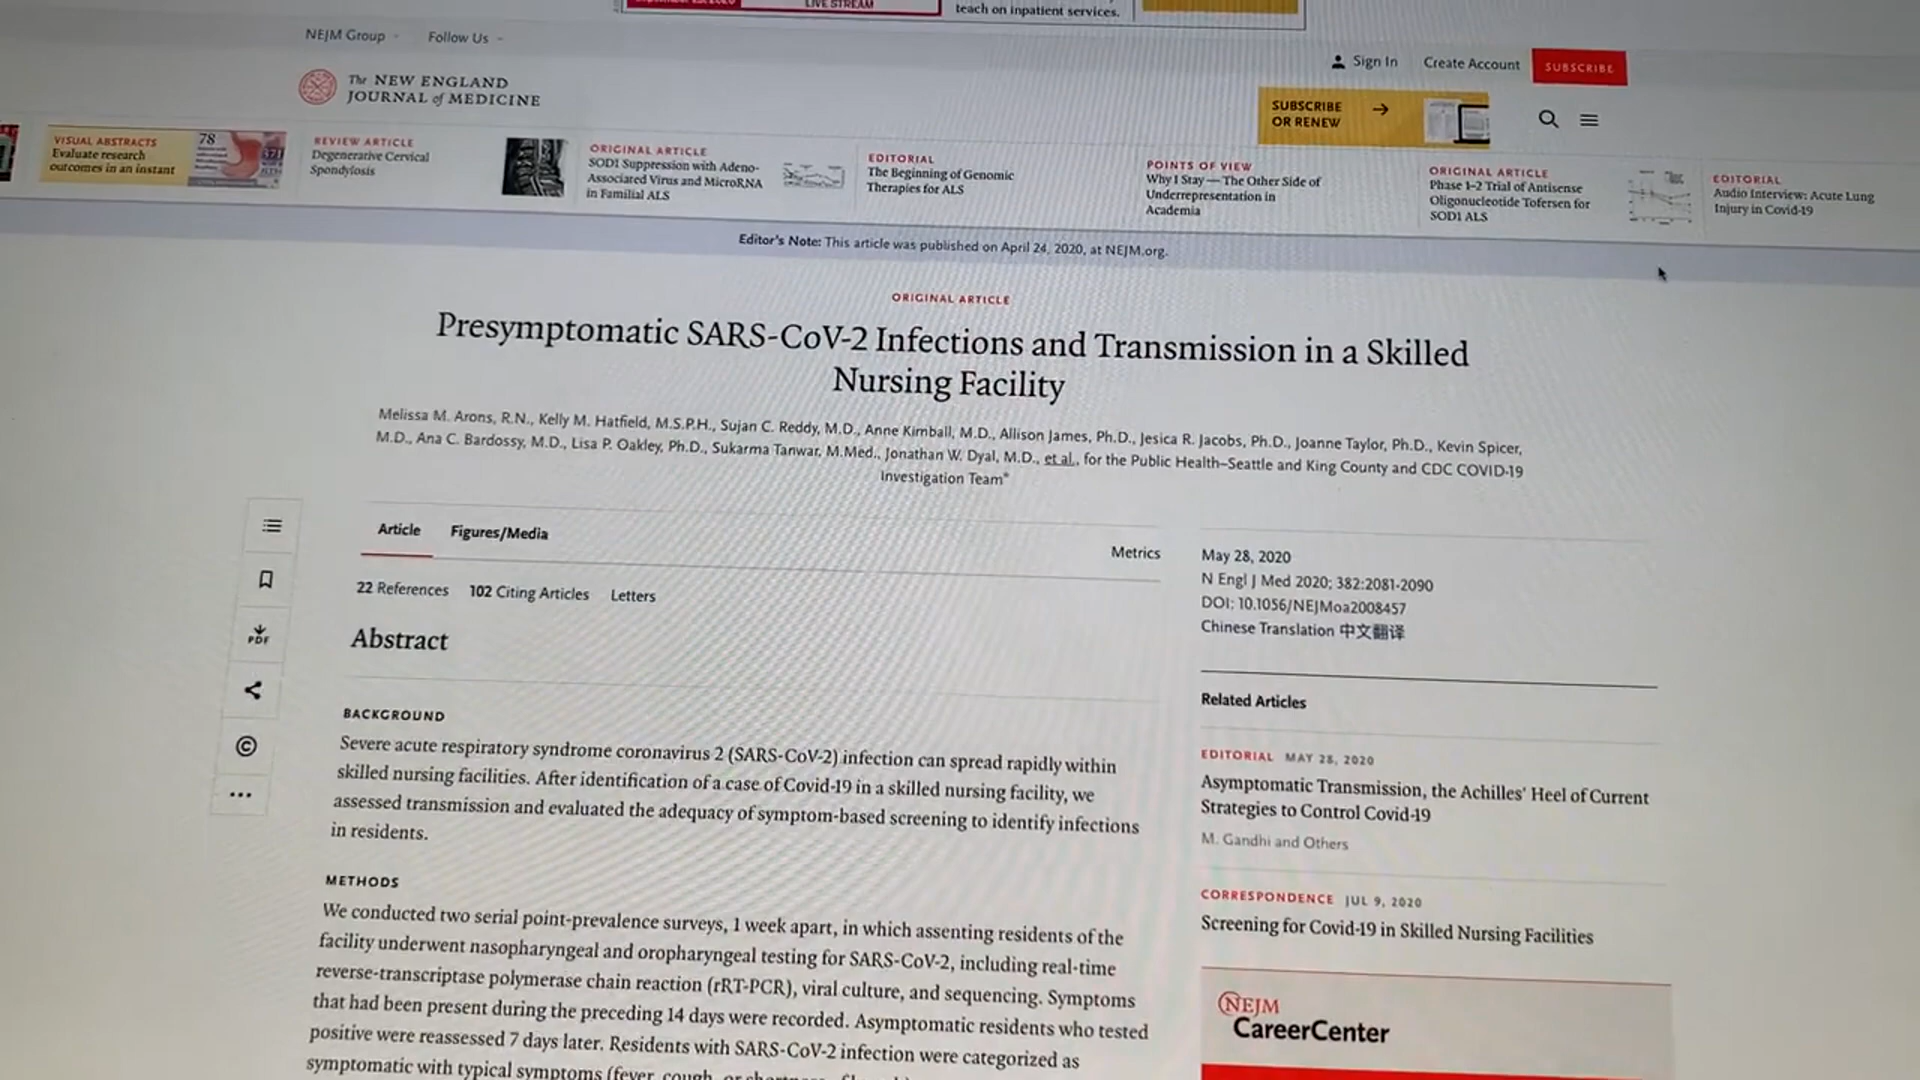 LIVE STREAM
teach on inpatient services.
NEJM Group
Follow Us
Sign In
Create Account
SUBSCRIBE
The NEW ENGLAND
JOURNAL of MEDICINE
SUBSCRIBE
OR RENEW
VISUAL ABSTRACTS
Evaluate research
outcomes in an instant
78
REVIEW ARTICLE
Degenerative Cervical
Spondylosis
ORIGINAL ARTICLE
SOD1 Suppression with Adeno-
Associated Virus and MicroRNA
in Familial ALS
EDITORIAL
The Beginning of Genomic
Therapies for ALS
POINTS OF VIEW
Why I Stay — The Other Side of
Underrepresentation in
Academia
ORIGINAL ARTICLE
Phase 1–2 Trial of Antisense
Oligonucleotide Tofersen for
SOD1 ALS
EDITORIAL
Audio Interview: Acute Lung
Injury in Covid-19
Editor's Note: This article was published on April 24, 2020, at NEJM.org.
ORIGINAL ARTICLE
Presymptomatic SARS-CoV-2 Infections and Transmission in a Skilled
Nursing Facility
Melissa M. Arons, R.N., Kelly M. Hatfield, M.S.P.H., Sujan C. Reddy, M.D., Anne Kimball, M.D., Allison James, Ph.D., Jesica R. Jacobs, Ph.D., Joanne Taylor, Ph.D., Kevin Spicer,
M.D., Ana C. Bardossy, M.D., Lisa P. Oakley, Ph.D., Sukarma Tanwar, M.Med., Jonathan W. Dyal, M.D., et al., for the Public Health–Seattle and King County and CDC COVID-19
Investigation Team*
Article
Figures/Media
Metrics
22 References
102 Citing Articles
Letters
Abstract
BACKGROUND
Severe acute respiratory syndrome coronavirus 2 (SARS-CoV-2) infection can spread rapidly within
skilled nursing facilities. After identification of a case of Covid-19 in a skilled nursing facility, we
assessed transmission and evaluated the adequacy of symptom-based screening to identify infections
in residents.
METHODS
We conducted two serial point-prevalence surveys, 1 week apart, in which assenting residents of the
facility underwent nasopharyngeal and oropharyngeal testing for SARS-CoV-2, including real-time
reverse-transcriptase polymerase chain reaction (rRT-PCR), viral culture, and sequencing. Symptoms
that had been present during the preceding 14 days were recorded. Asymptomatic residents who tested
positive were reassessed 7 days later. Residents with SARS-CoV-2 infection were categorized as
symptomatic with typical symptoms (fever, cough, or
PDF
May 28, 2020
N Engl J Med 2020; 382:2081-2090
DOI: 10.1056/NEJMoa2008457
Chinese Translation 中文翻译
Related Articles
EDITORIAL MAY 28, 2020
Asymptomatic Transmission, the Achilles' Heel of Current
Strategies to Control Covid-19
M. Gandhi and Others
CORRESPONDENCE JUL 9, 2020
Screening for Covid-19 in Skilled Nursing Facilities
NEJM
CareerCenter